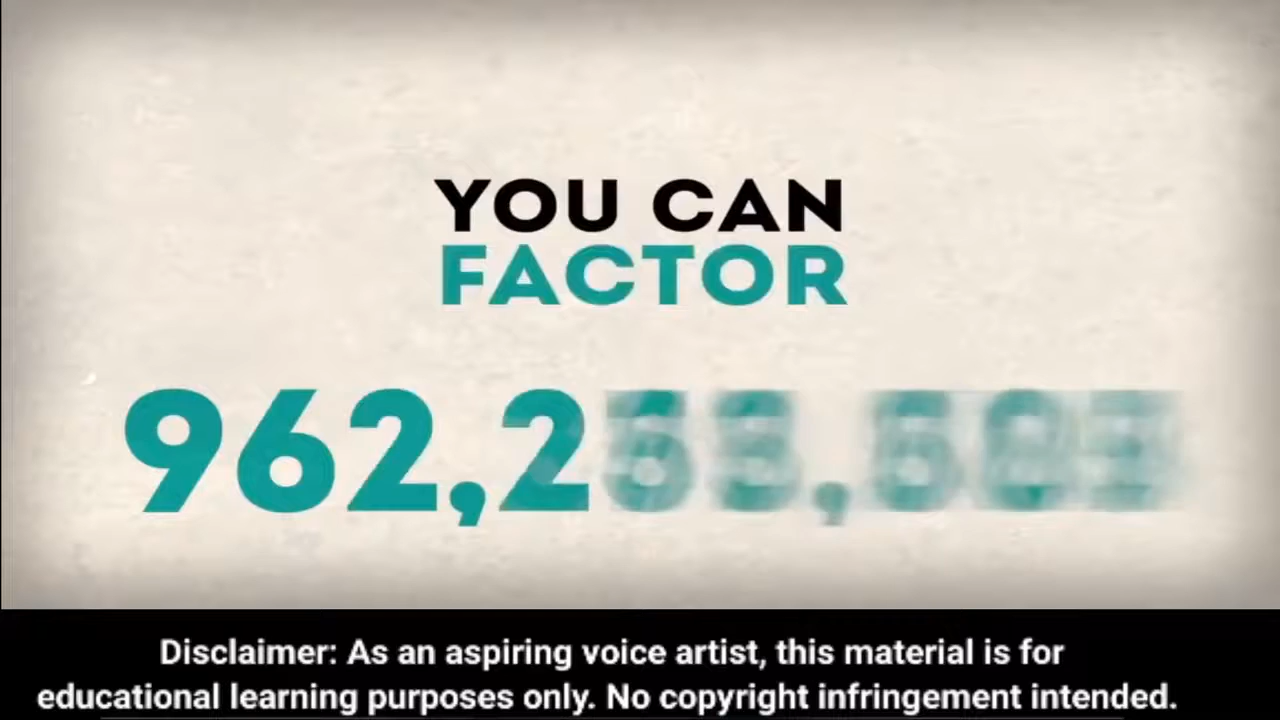 YOU CAN
FACTOR
962,2
Disclaimer: As an aspiring voice artist, this material is for
educational learning purposes only. No copyright infringement intended.